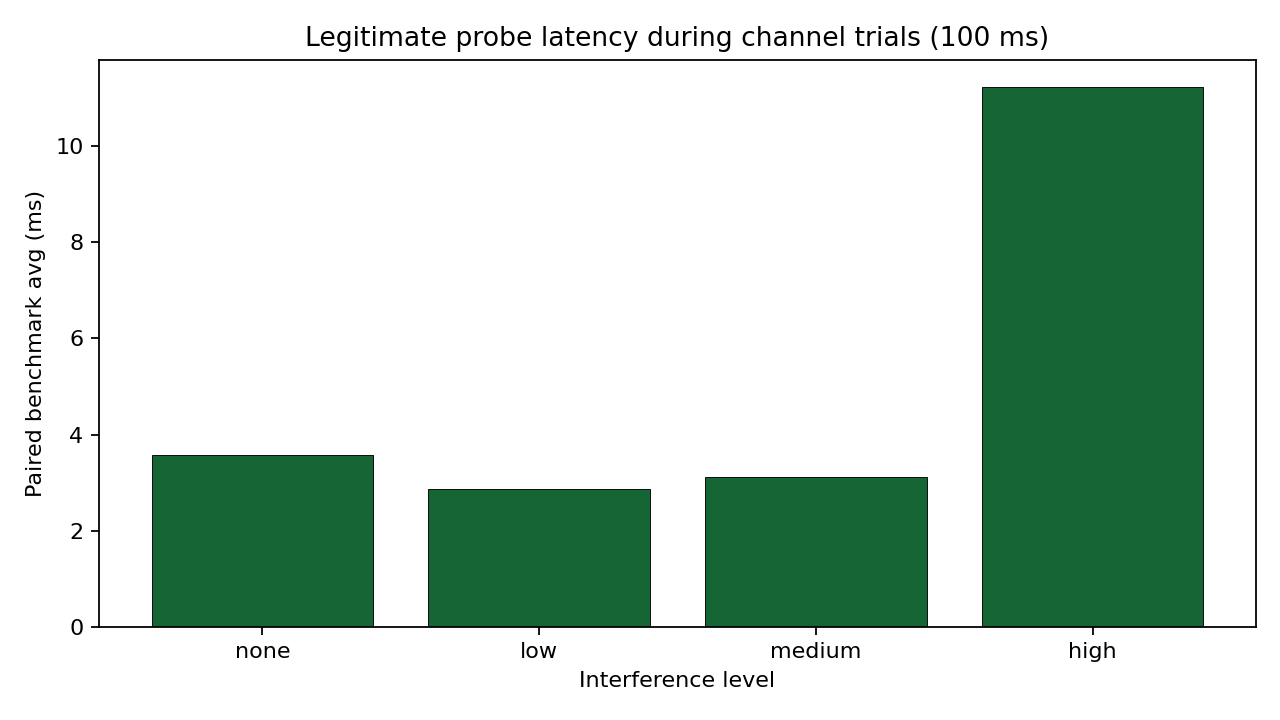 Legitimate probe latency during channel trials (100 ms)
Paired benchmark avg (ms)
10
8
6
4
2
0
none low medium high
Interference level